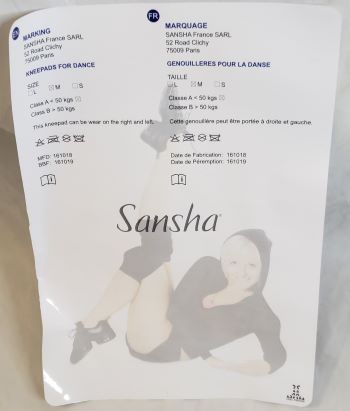 EN
MARKING
SANSHA France SARL
52 Road Clichy
75009 Paris
KNEEPADS FOR DANCE
SIZE
L M S
Class A < 50 kgs
Class B > 50 kgs
This kneepad can be wear on the right and left.
MFD: 161018
BBF: 161019
FR
MARQUAGE
SANSHA France SARL
52 Road Clichy
75009 Paris
GENOUILLERES POUR LA DANSE
TAILLE
L M S
Classe A < 50 kgs
Classe B > 50 kgs
Cette genouillère peut être portée à droite et gauche.
Date de Fabrication: 161018
Date de Péremption: 161019
Sansha®
SANSHA